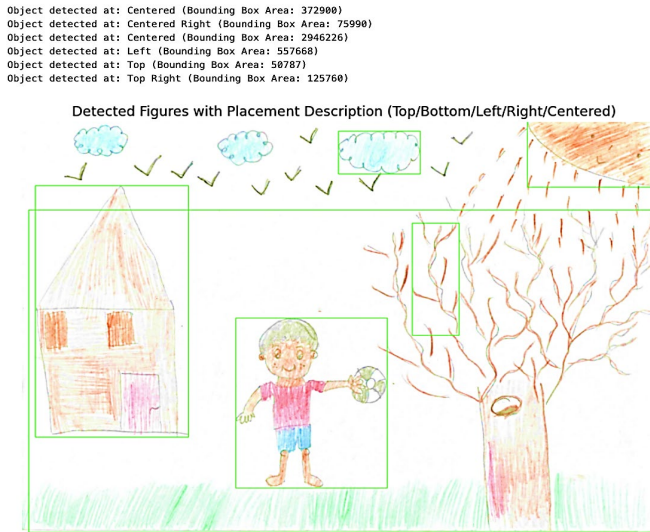 Object detected at: Centered (Bounding Box Area: 372900)
Object detected at: Centered Right (Bounding Box Area: 75990)
Object detected at: Centered (Bounding Box Area: 2946226)
Object detected at: Left (Bounding Box Area: 557668)
Object detected at: Top (Bounding Box Area: 50787)
Object detected at: Top Right (Bounding Box Area: 125760)
Detected Figures with Placement Description (Top/Bottom/Left/Right/Centered)